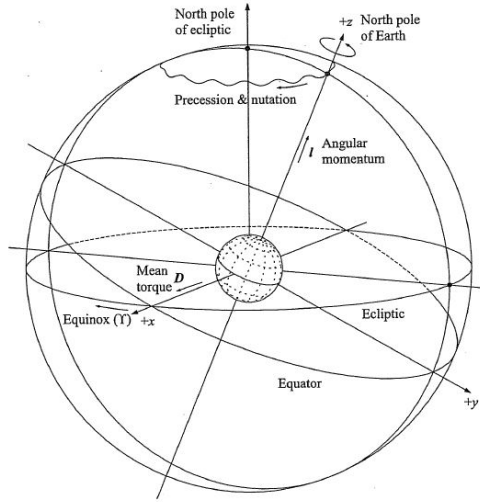 North pole
of ecliptic
+z
North pole
of Earth
Precession & nutation
l
Angular
momentum
Mean
torque D
Equinox (♈) +x
Ecliptic
Equator
+y